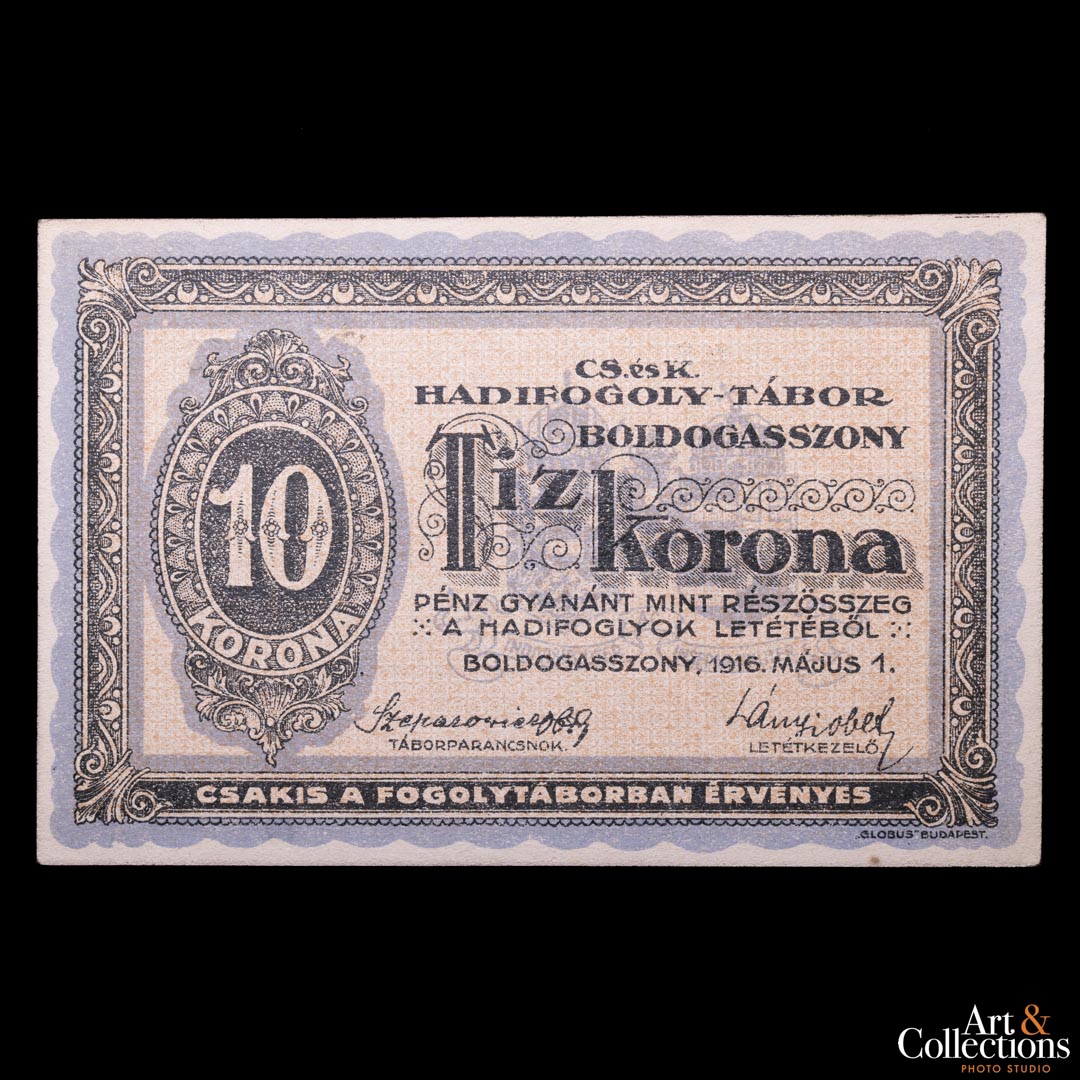 CS. és K.
HADIFOGOLY-TÁBOR
BOLDOGASSZONY
Tíz
korona
10
KORONA
PÉNZ GYANÁNT MINT RÉSZÖSSZEG
A HADIFOGLYOK LETÉTÉBŐL
BOLDOGASSZONY, 1916. MÁJUS 1.
TÁBORPARANCSNOK.
LETÉTKEZELŐ.
CSAKIS A FOGOLYTÁBORBAN ÉRVÉNYES
„GLOBUS" BUDAPEST.
Art &
Collections
PHOTO STUDIO